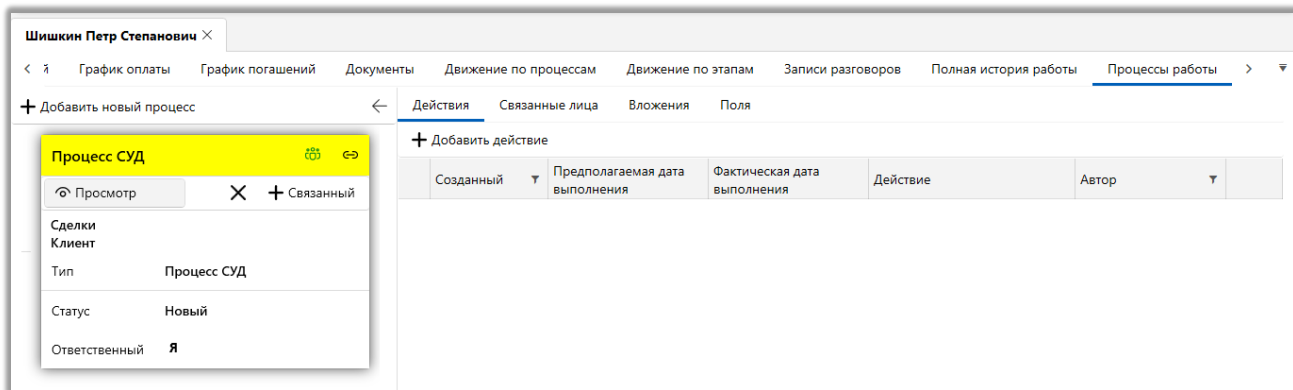 Шишкин Петр Степанович
й График оплаты График погашений Документы Движение по процессам Движение по этапам Записи разговоров Полная история работы Процессы работы
Добавить новый процесс
Действия Связанные лица Вложения Поля
Добавить действие
Процесс СУД
Просмотр Связанный
Сделки
Клиент
Тип Процесс СУД
Статус Новый
Ответственный Я
Созданный Предполагаемая дата выполнения Фактическая дата выполнения Действие Автор